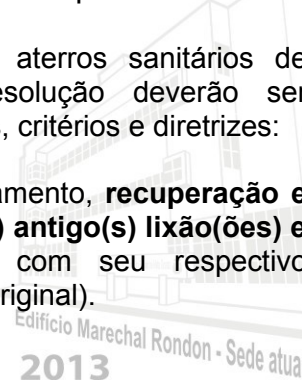 aterros sanitários de
esolução deverão ser
, critérios e diretrizes:
amento, recuperação e
) antigo(s) lixão(ões) e
com seu respectivo
riginal).
Edifício Marechal Rondon - Sede atua
2013